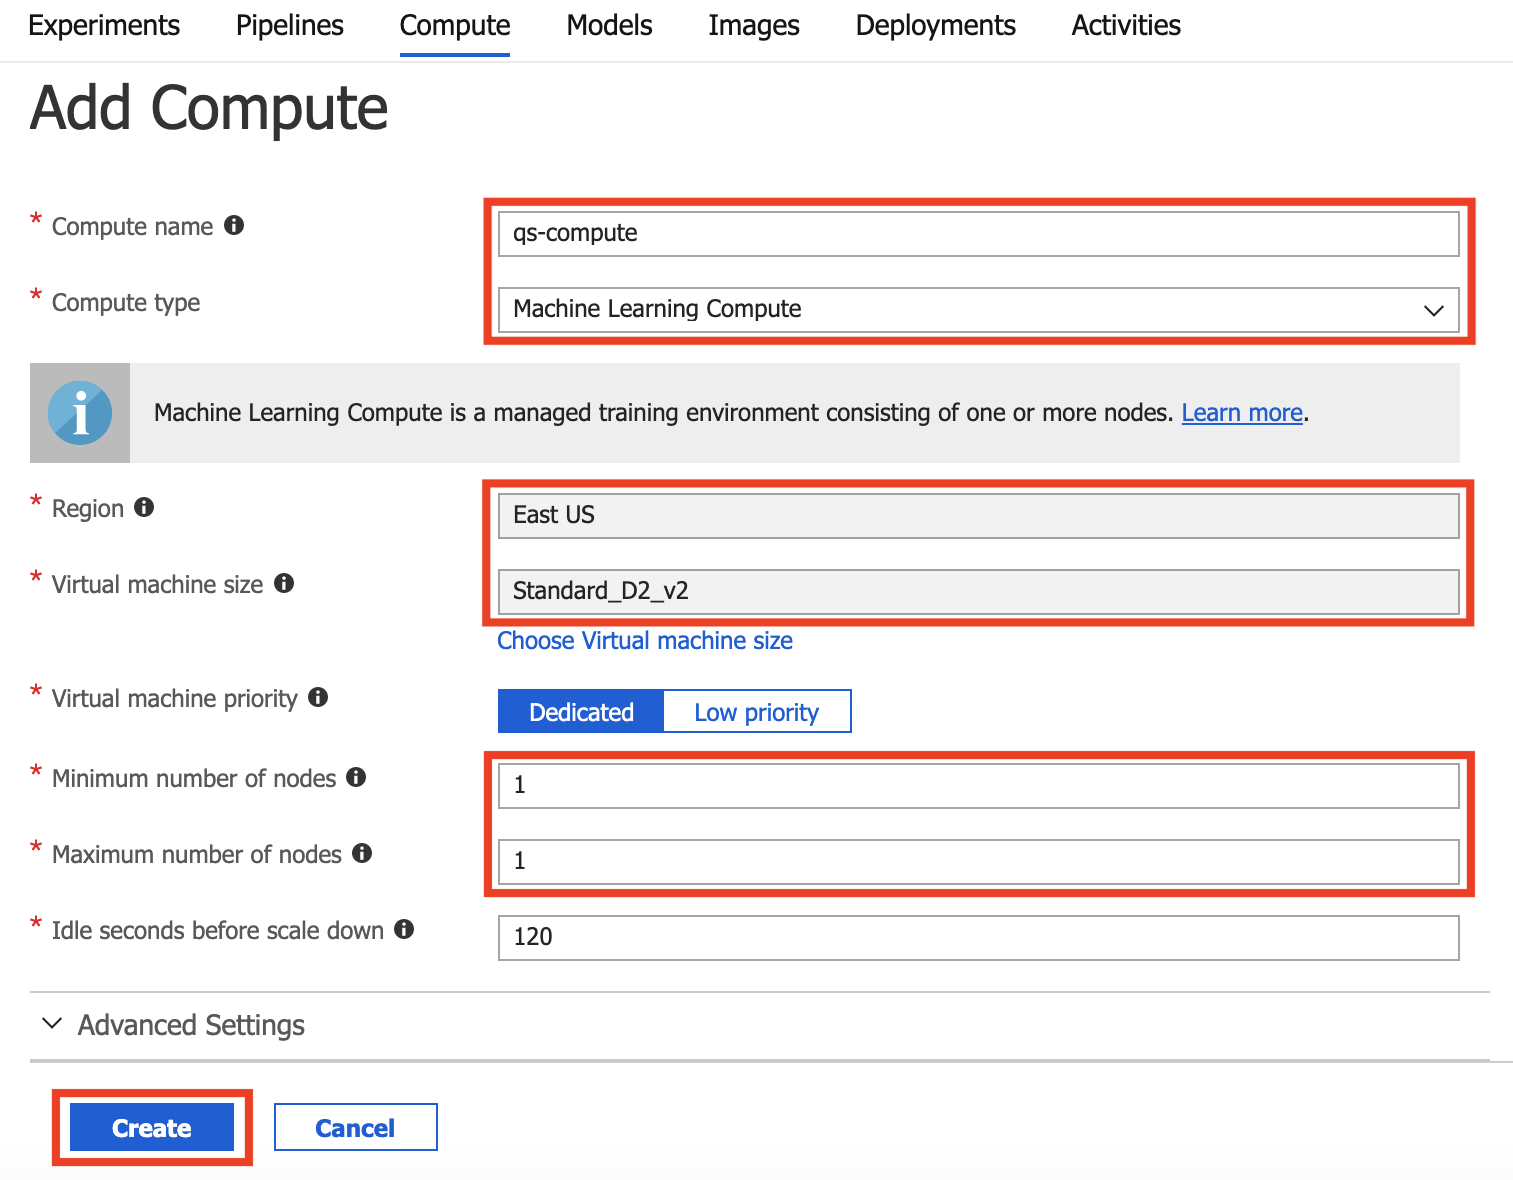 Experiments Pipelines Compute Models Images Deployments Activities
Add Compute
* Compute name
qs-compute
* Compute type
Machine Learning Compute
Machine Learning Compute is a managed training environment consisting of one or more nodes. Learn more.
* Region
East US
* Virtual machine size
Standard_D2_v2
Choose Virtual machine size
* Virtual machine priority
Dedicated Low priority
* Minimum number of nodes
1
* Maximum number of nodes
1
* Idle seconds before scale down
120
Advanced Settings
Create Cancel